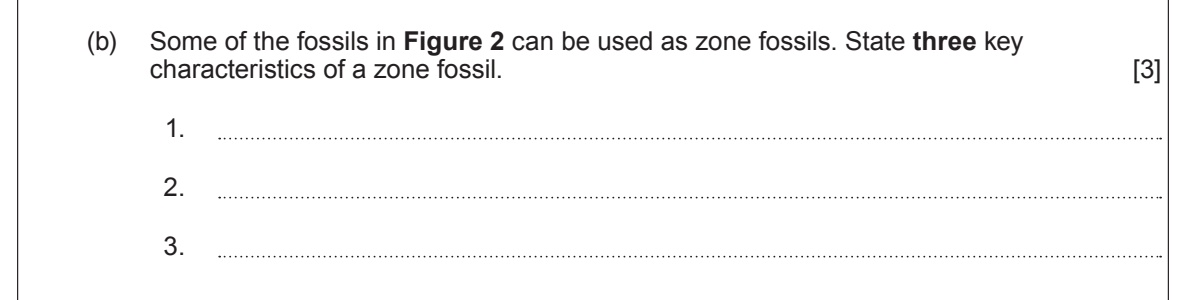 (b) Some of the fossils in Figure 2 can be used as zone fossils. State three key
characteristics of a zone fossil. [3]
1.
2.
3.